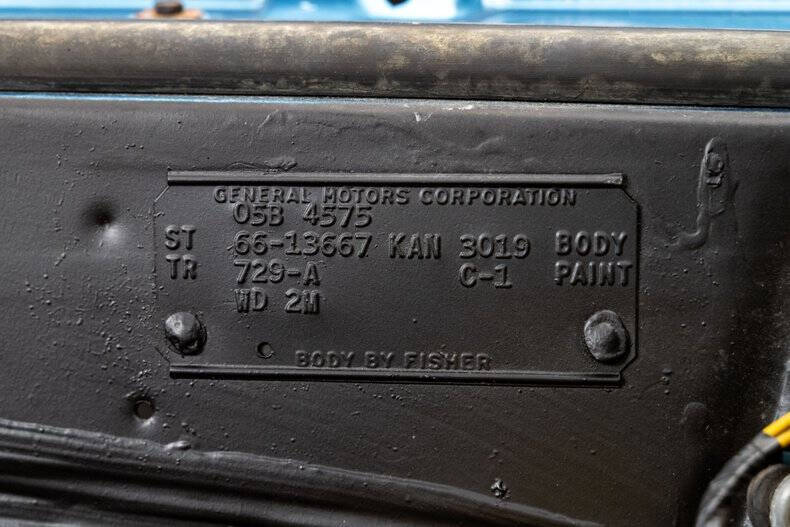 GENERAL MOTORS CORPORATION
05B 4575
ST 66-13667 KAN 3019 BODY
TR 729-A C-1 PAINT
WD 2M
BODY BY FISHER